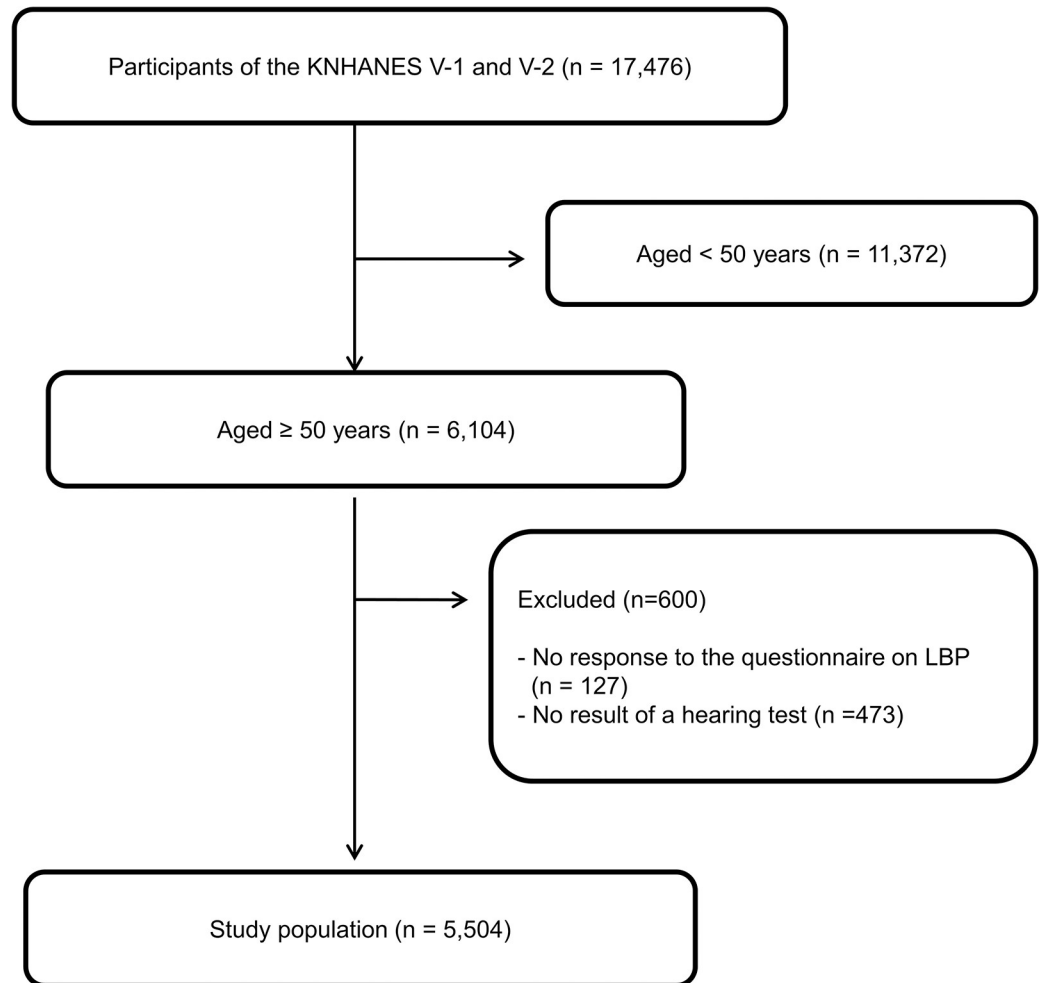 Participants of the KNHANES V-1 and V-2 (n = 17,476)
Aged < 50 years (n = 11,372)
Aged ≥ 50 years (n = 6,104)
Excluded (n=600)
- No response to the questionnaire on LBP
(n = 127)
- No result of a hearing test (n =473)
Study population (n = 5,504)